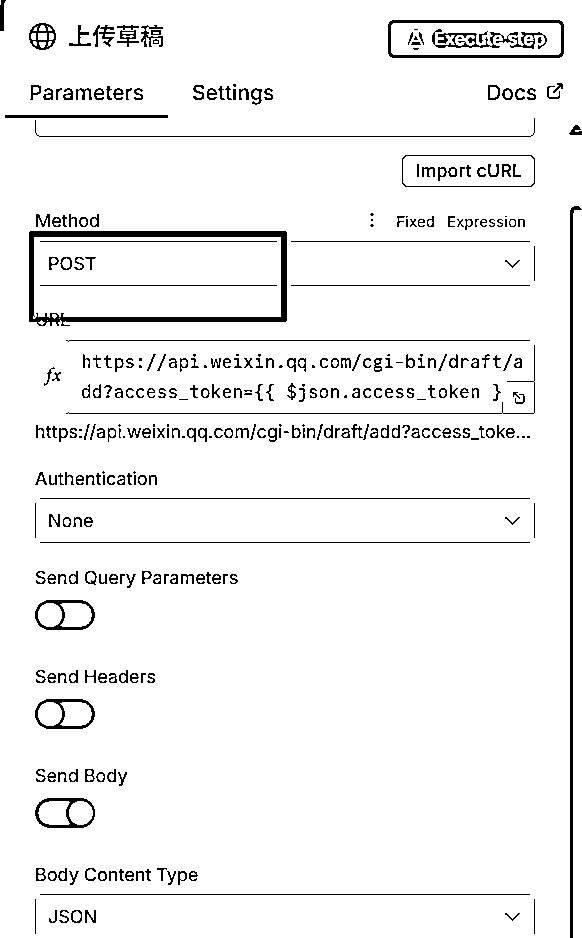 上传草稿
Execute step
Parameters
Settings
Docs
Import cURL
Method
Fixed
Expression
POST
URL
fx
https://api.weixin.qq.com/cgi-bin/draft/a
dd?access_token={{ $json.access_token }
https://api.weixin.qq.com/cgi-bin/draft/add?access_toke...
Authentication
None
Send Query Parameters
Send Headers
Send Body
Body Content Type
JSON